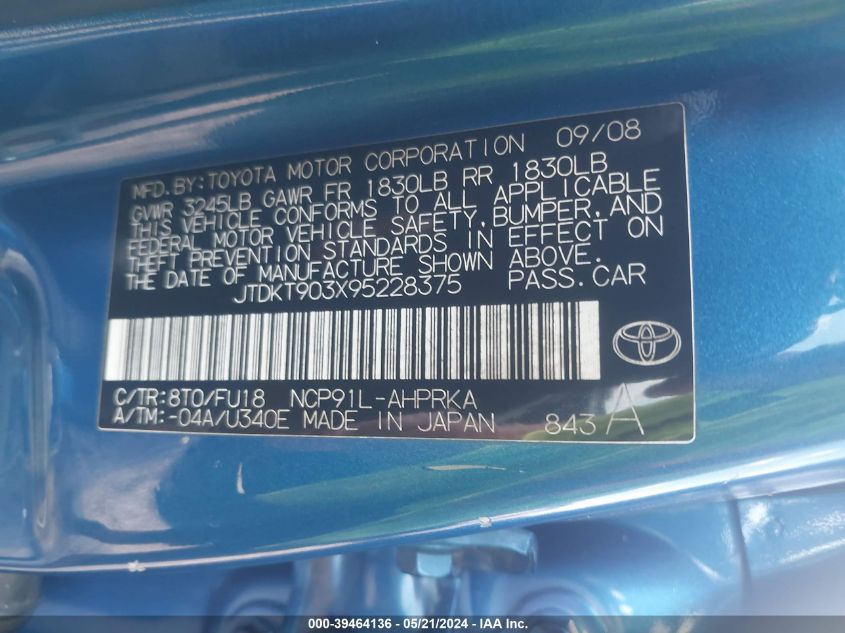 MFD. BY: TOYOTA MOTOR CORPORATION 09/08
GVWR 3245LB GAWR FR 1830LB RR 1830LB
THIS VEHICLE CONFORMS TO ALL APPLICABLE
FEDERAL MOTOR VEHICLE SAFETY, BUMPER, AND
THEFT PREVENTION STANDARDS IN EFFECT ON
THE DATE OF MANUFACTURE SHOWN ABOVE.
JTDKT903X95228375 PASS. CAR
C/TR: 8T0/FU18 NCP91L-AHPRKA
A/TM: -04A/U340E MADE IN JAPAN 843 A
000-39464136 - 05/21/2024 - IAA Inc.